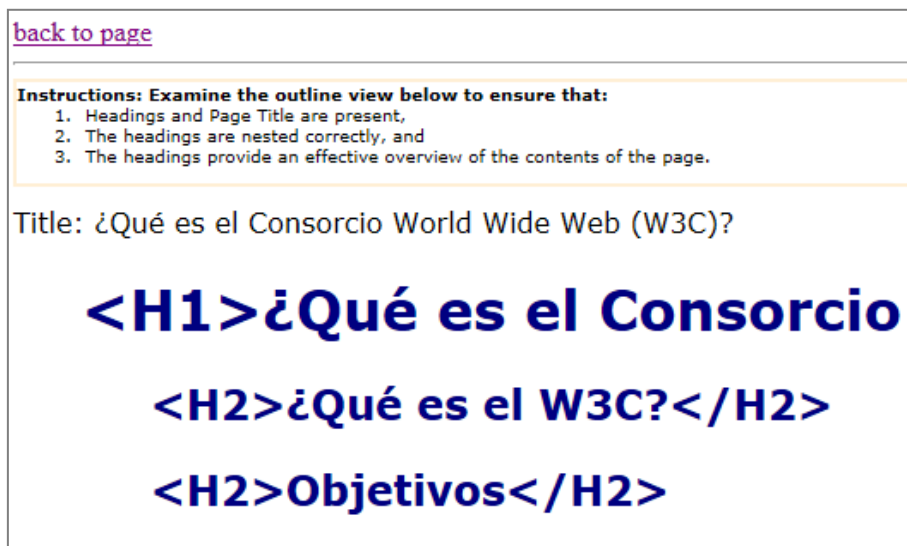 back to page
Instructions: Examine the outline view below to ensure that:
1. Headings and Page Title are present,
2. The headings are nested correctly, and
3. The headings provide an effective overview of the contents of the page.
Title: ¿Qué es el Consorcio World Wide Web (W3C)?
<H1>¿Qué es el Consorcio
<H2>¿Qué es el W3C?</H2>
<H2>Objetivos</H2>